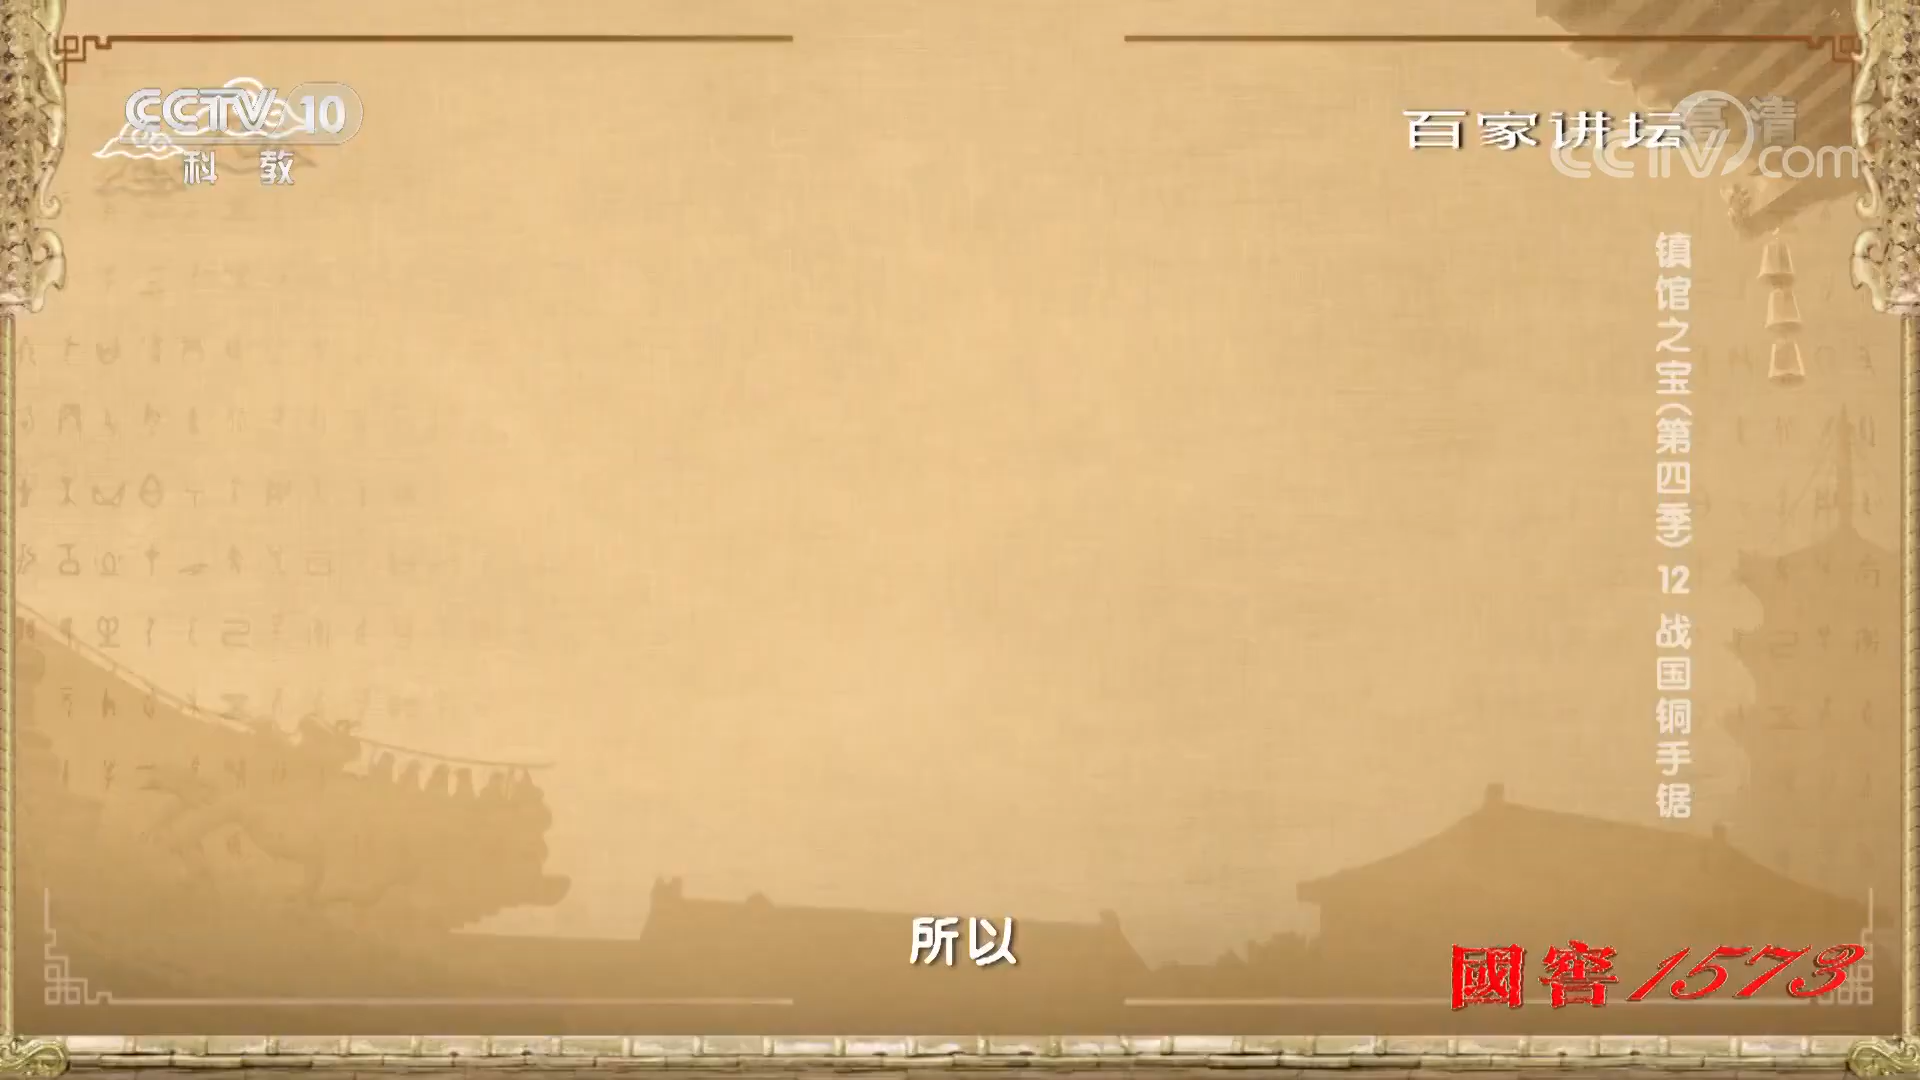 CCTV 10
科 教
百家讲坛
高清
CCTV.com
镇馆之宝(第四季) 12 战国铜手锯
所以
國窖1573